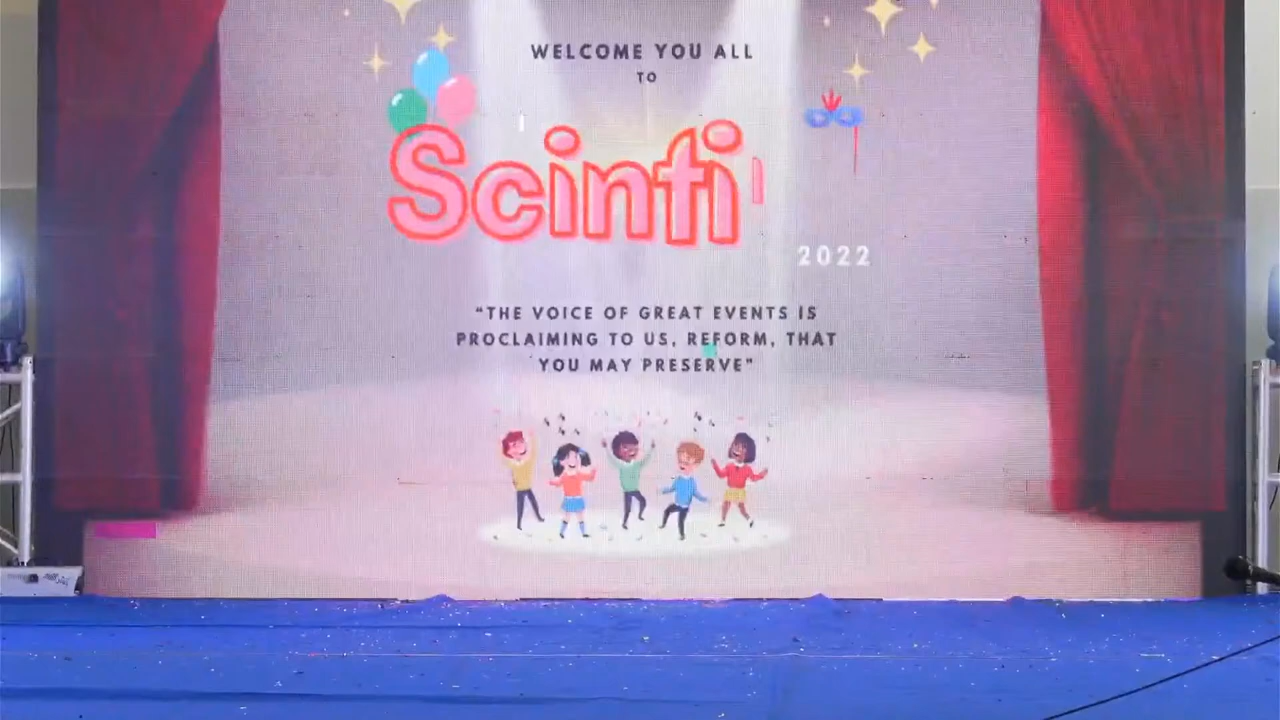 WELCOME YOU ALL
TO
Scinti
2022
"THE VOICE OF GREAT EVENTS IS
PROCLAIMING TO US, REFORM, THAT
YOU MAY PRESERVE"